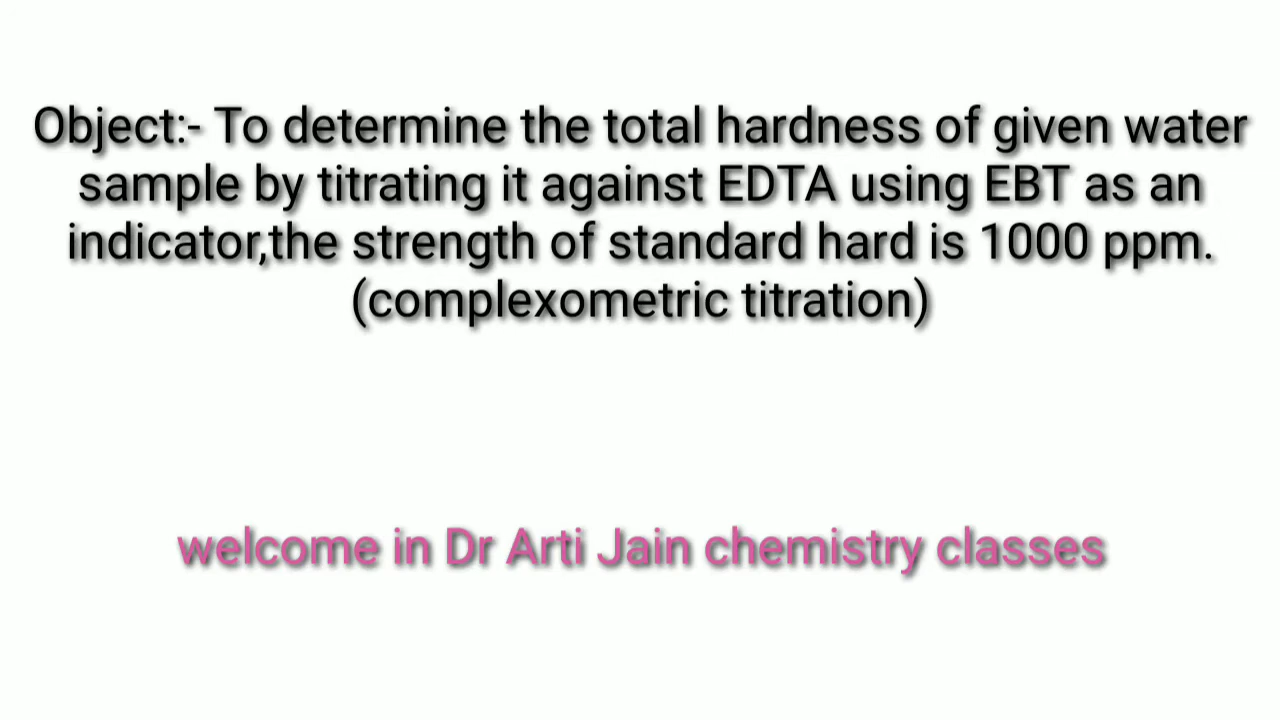 Object:- To determine the total hardness of given water
sample by titrating it against EDTA using EBT as an
indicator,the strength of standard hard is 1000 ppm.
(complexometric titration)
welcome in Dr Arti Jain chemistry classes